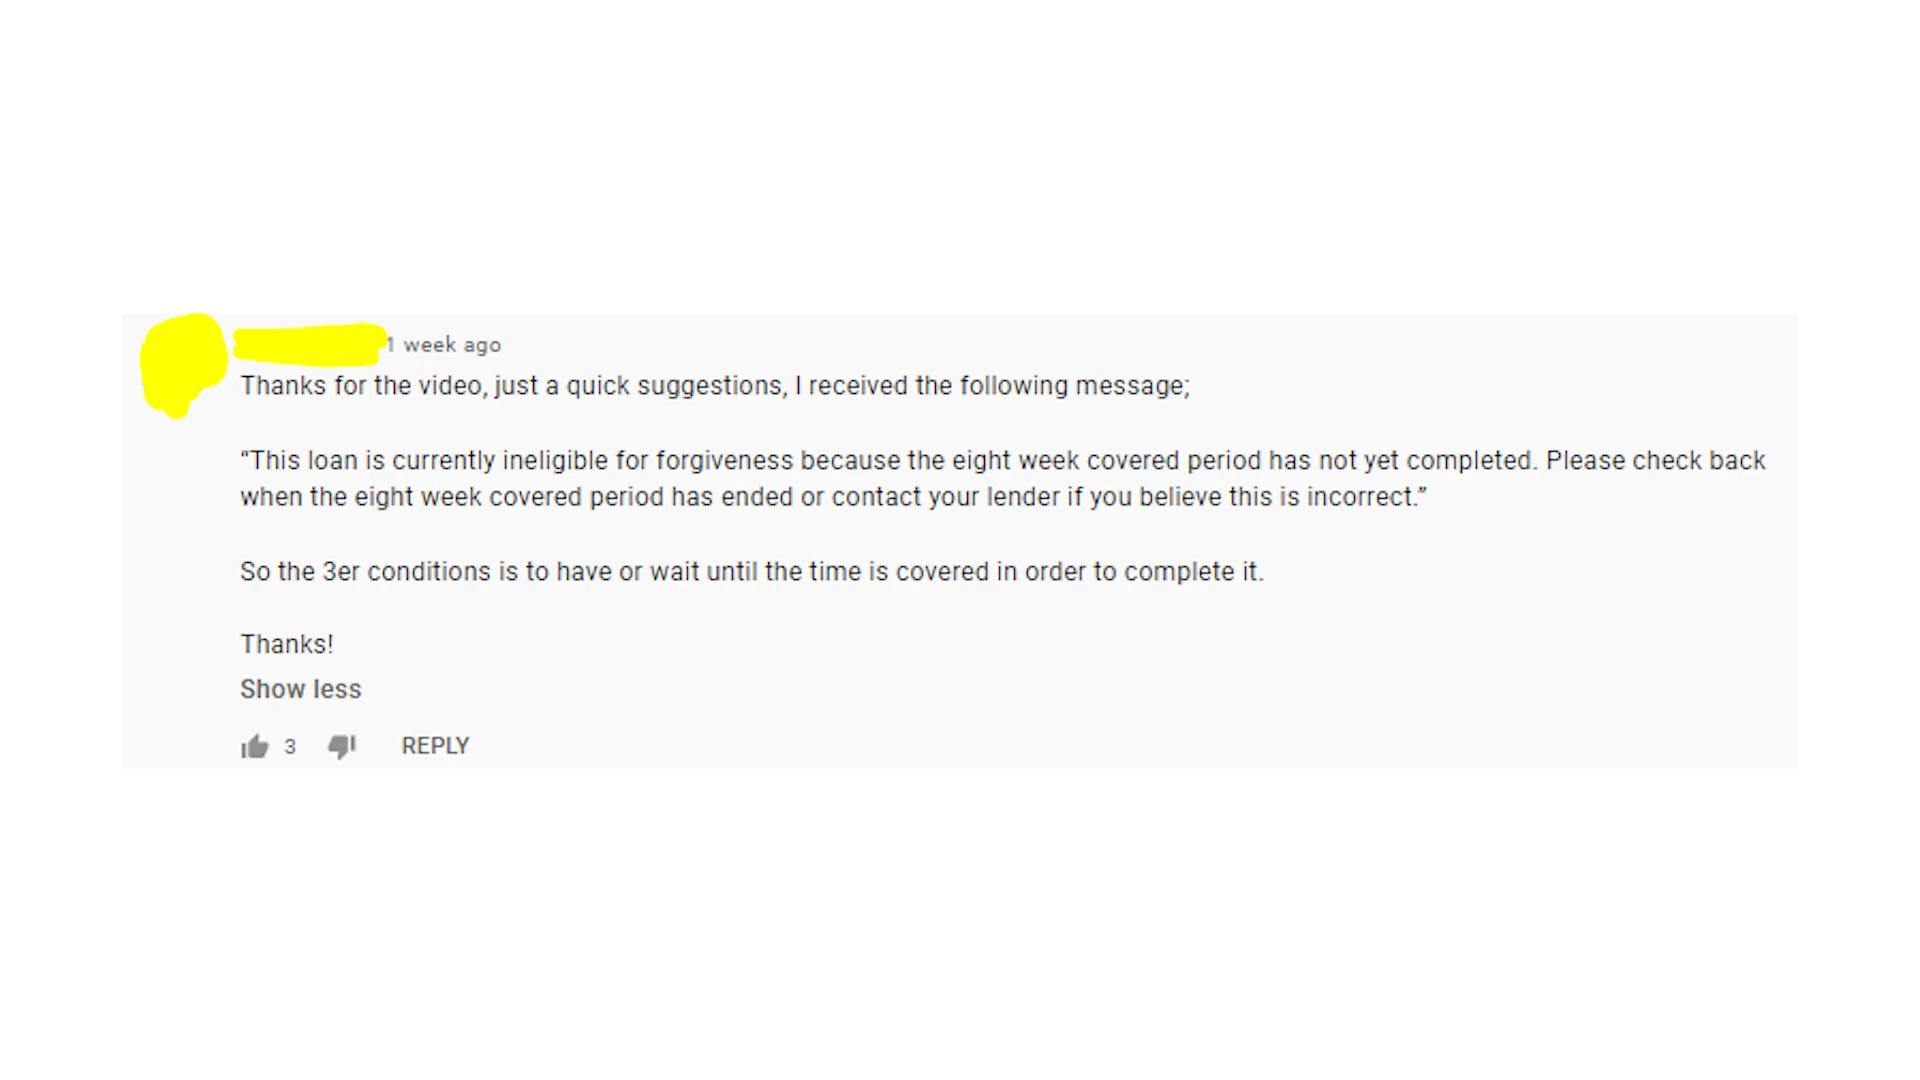 1 week ago
Thanks for the video, just a quick suggestions, I received the following message;
“This loan is currently ineligible for forgiveness because the eight week covered period has not yet completed. Please check back
when the eight week covered period has ended or contact your lender if you believe this is incorrect.”
So the 3er conditions is to have or wait until the time is covered in order to complete it.
Thanks!
Show less
3 REPLY